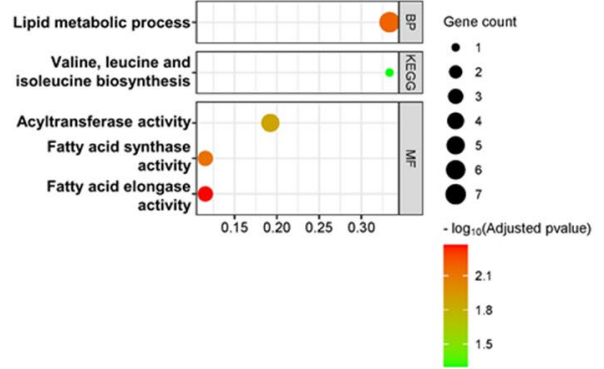 Lipid metabolic process
BP
Valine, leucine and
isoleucine biosynthesis
KEGG
Acyltransferase activity
Fatty acid synthase
activity
Fatty acid elongase
activity
MF
0.15 0.20 0.25 0.30
Gene count
1
2
3
4
5
6
7
- log₁₀(Adjusted pvalue)
2.1
1.8
1.5